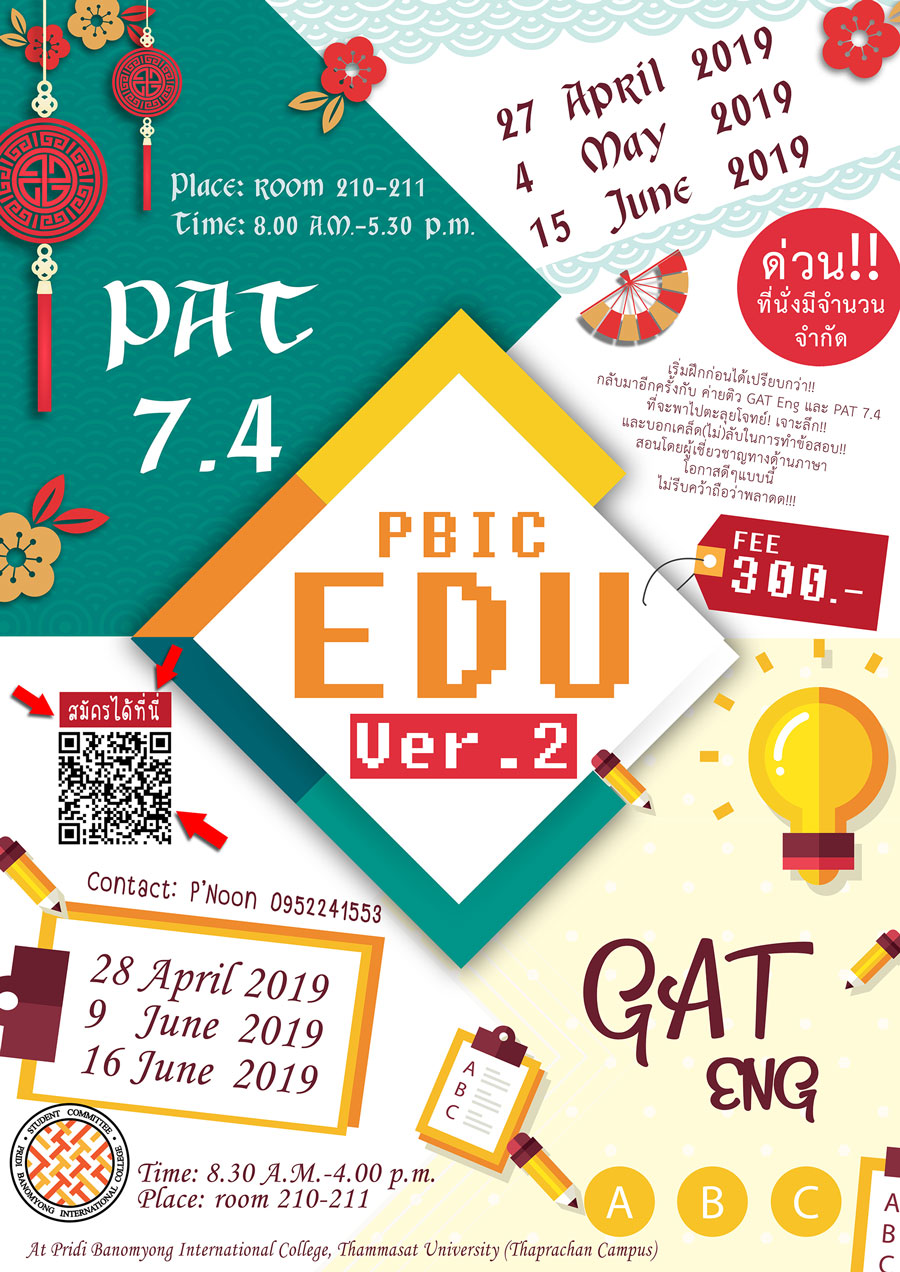 27 April 2019
4 May 2019
15 June 2019
Place: room 210-211
Time: 8.00 A.M.-5.30 p.m.
PAT
7.4
ด่วน!!
ที่นั่งมีจำนวน
จำกัด
เริ่มฝึกก่อนได้เปรียบกว่า!!
กลับมาอีกครั้งกับ ค่ายติว GAT Eng และ PAT 7.4
ที่จะพาไปตะลุยโจทย์! เจาะลึก!!
และบอกเคล็ด(ไม่)ลับในการทำข้อสอบ!!
สอนโดยผู้เชี่ยวชาญทางด้านภาษา
โอกาสดีๆแบบนี้
ไม่รีบคว้าถือว่าพลาดด!!!
FEE
300.-
PBIC
EDU
Ver.2
สมัครได้ที่นี่
Contact: P'Noon 0952241553
28 April 2019
9 June 2019
16 June 2019
GAT
ENG
A
B
C
STUDENT COMMITTEE
PRIDI BANOMYONG INTERNATIONAL COLLEGE
Time: 8.30 A.M.-4.00 p.m.
Place: room 210-211
A B C
A
B
C
At Pridi Banomyong International College, Thammasat University (Thaprachan Campus)